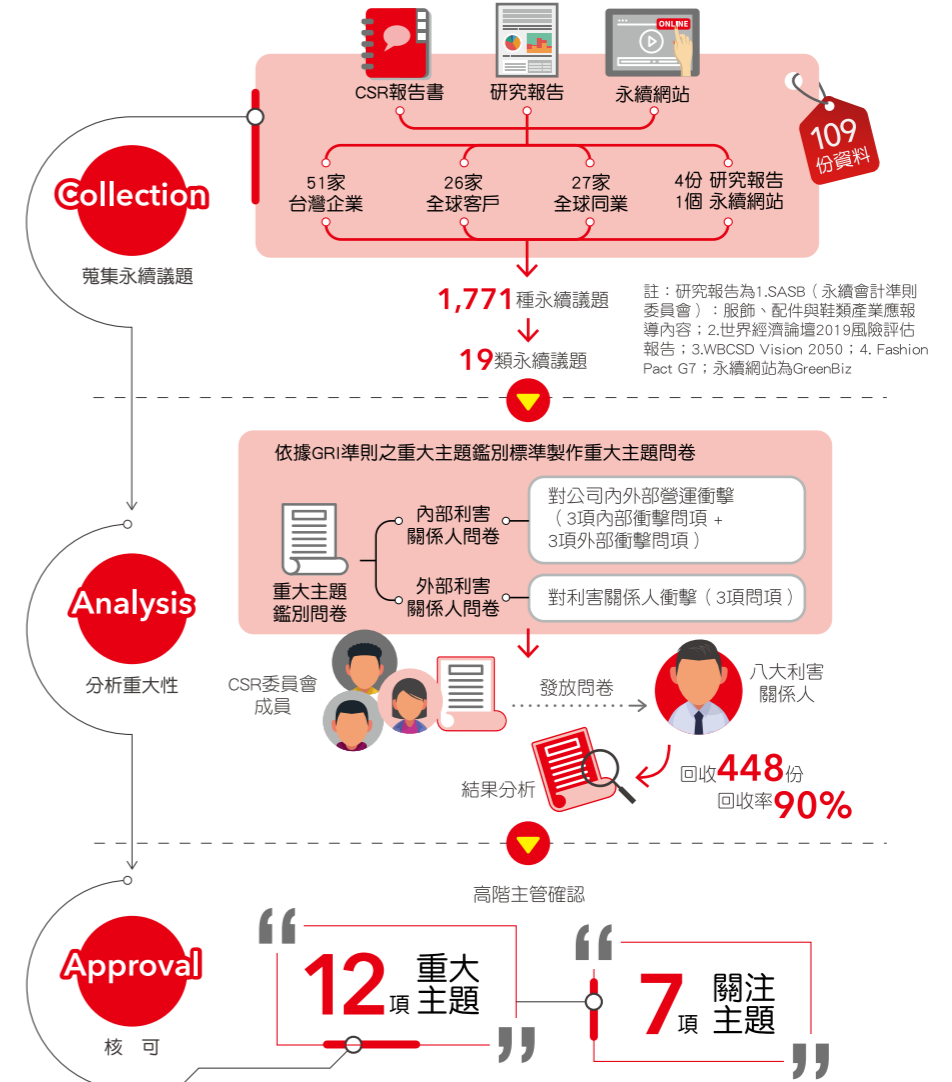 ONLINE
CSR報告書
研究報告
永續網站
109
份資料
51家
台灣企業
26家
全球客戶
27家
全球同業
4份 研究報告
1個 永續網站
Collection
蒐集永續議題
1,771種永續議題
19類永續議題
註：研究報告為1.SASB（永續會計準則
委員會）：服飾、配件與鞋類產業應報
導內容；2.世界經濟論壇2019風險評估
報告；3.WBCSD Vision 2050；4. Fashion
Pact G7；永續網站為GreenBiz
依據GRI準則之重大主題鑑別標準製作重大主題問卷
重大主題
鑑別問卷
內部利害
關係人問卷
對公司內外部營運衝擊
（3項內部衝擊問項 +
3項外部衝擊問項）
外部利害
關係人問卷
對利害關係人衝擊（3項問項）
Analysis
分析重大性
CSR委員會
成員
發放問卷
八大利害
關係人
結果分析
回收448份
回收率90%
高階主管確認
Approval
核 可
12項 重大
主題
7項 關注
主題